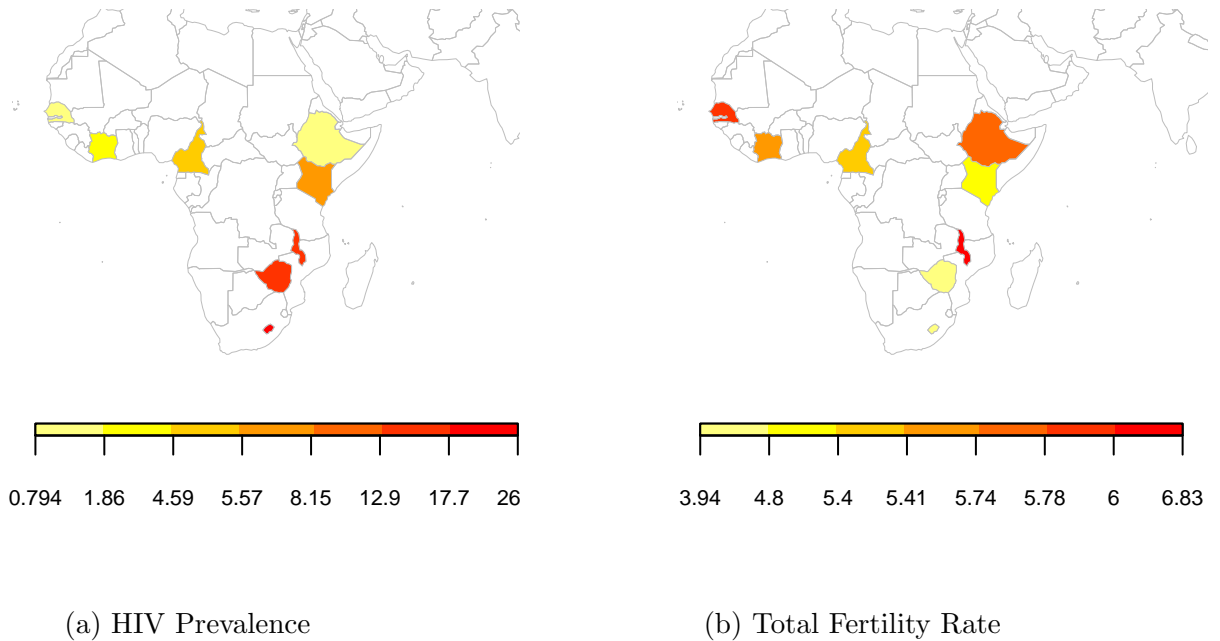 0.794 1.86 4.59 5.57 8.15 12.9 17.7 26
3.94 4.8 5.4 5.41 5.74 5.78 6 6.83
(a) HIV Prevalence
(b) Total Fertility Rate